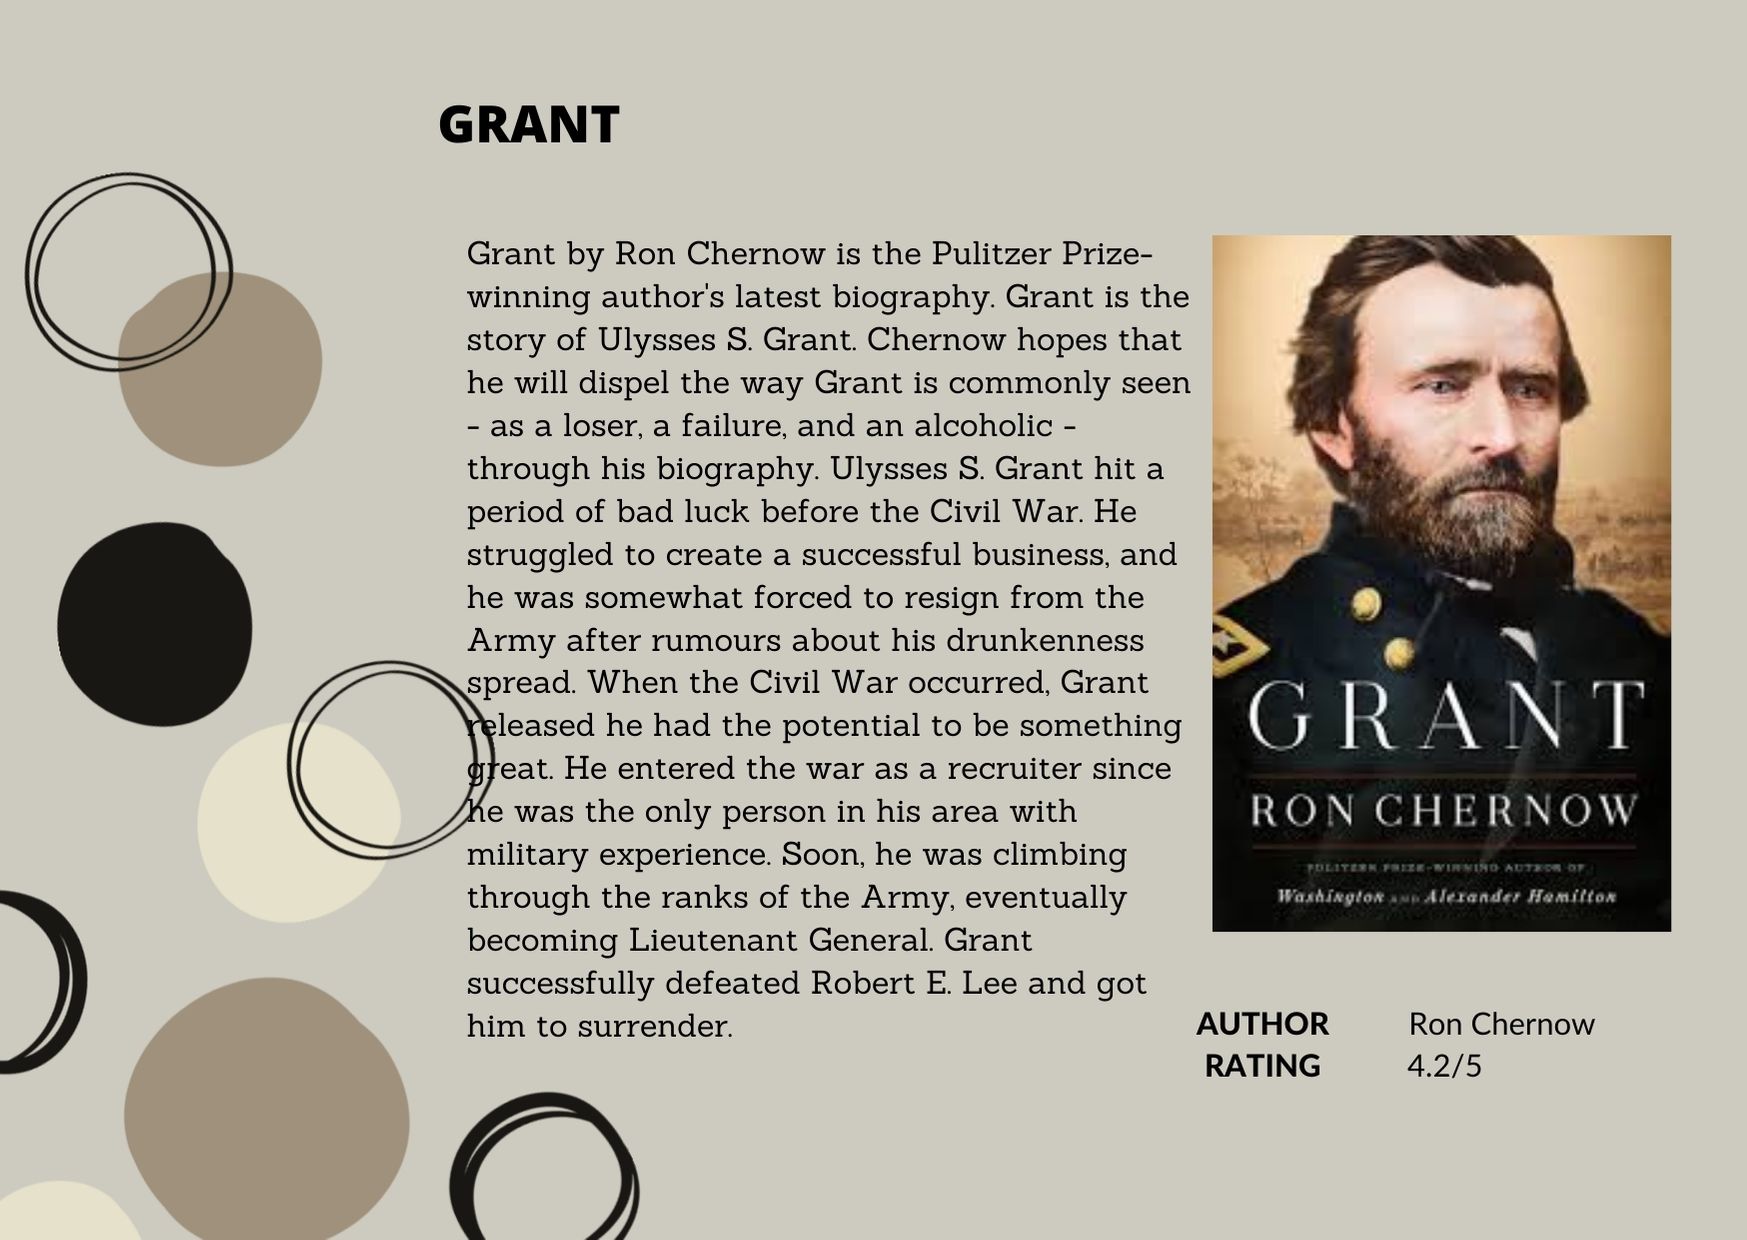 GRANT
Grant by Ron Chernow is the Pulitzer Prize-
winning author's latest biography. Grant is the
story of Ulysses S. Grant. Chernow hopes that
he will dispel the way Grant is commonly seen
- as a loser, a failure, and an alcoholic -
through his biography. Ulysses S. Grant hit a
period of bad luck before the Civil War. He
struggled to create a successful business, and
he was somewhat forced to resign from the
Army after rumours about his drunkenness
spread. When the Civil War occurred, Grant
released he had the potential to be something
great. He entered the war as a recruiter since
he was the only person in his area with
military experience. Soon, he was climbing
through the ranks of the Army, eventually
becoming Lieutenant General. Grant
successfully defeated Robert E. Lee and got
him to surrender.
GRANT
RON CHERNOW
PULITZER PRIZE-WINNING AUTHOR OF
Washington AND Alexander Hamilton
AUTHOR Ron Chernow
RATING 4.2/5